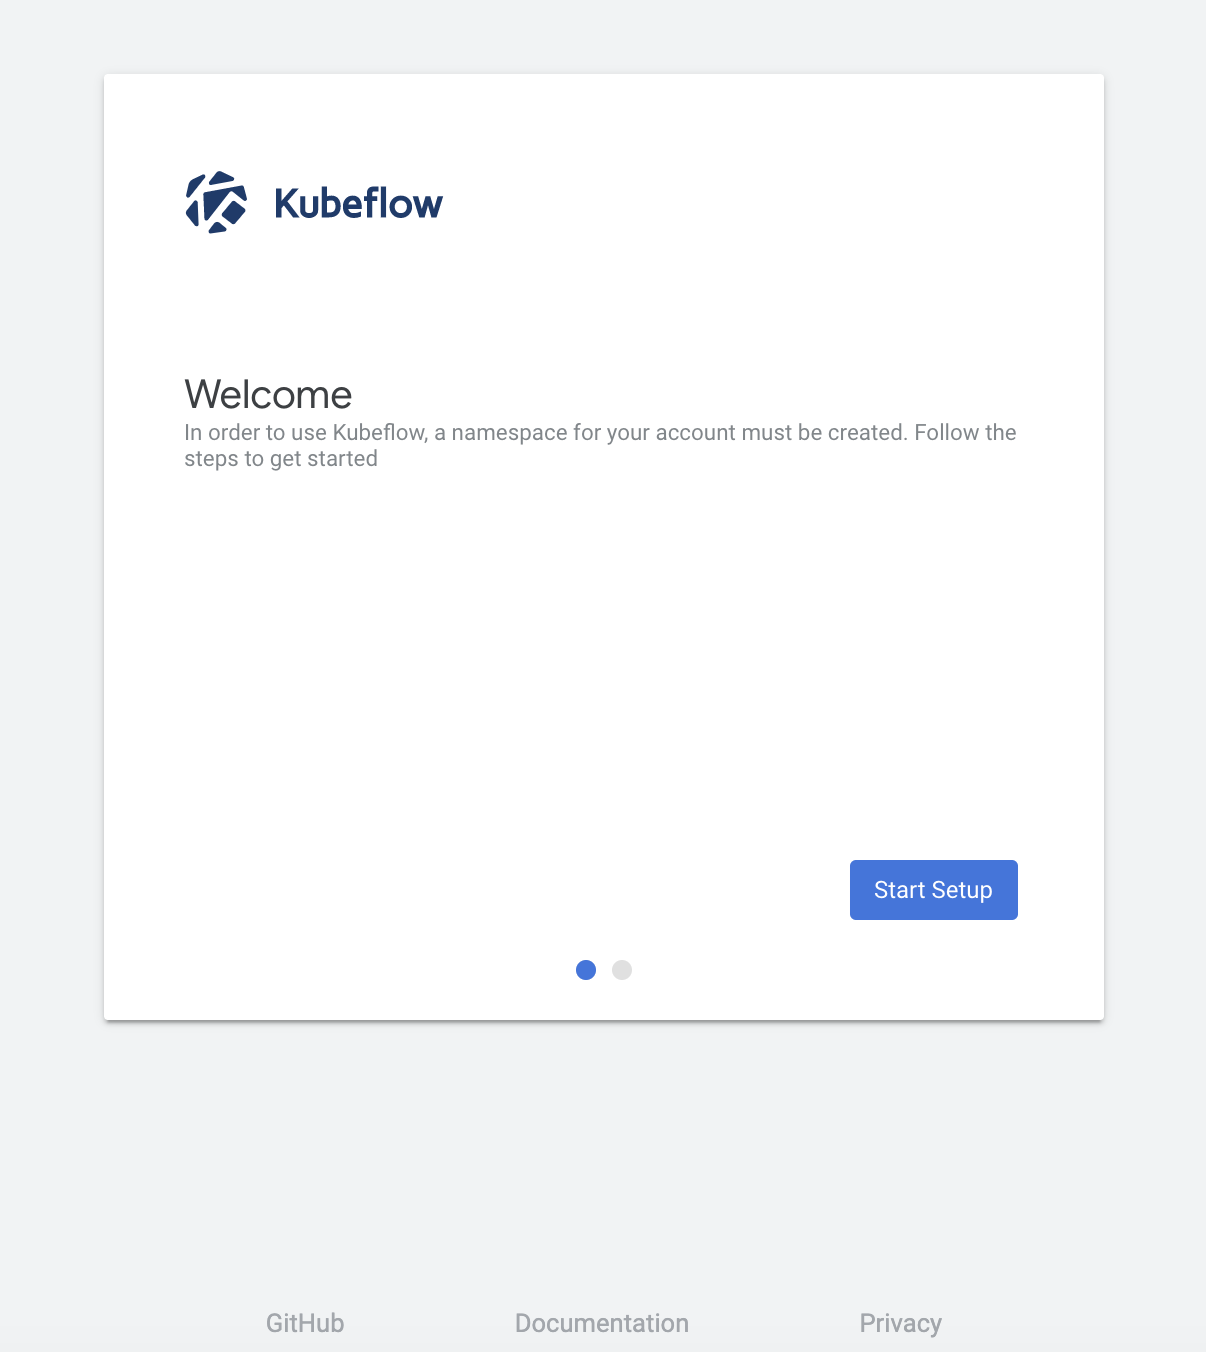 Kubeflow
Welcome
In order to use Kubeflow, a namespace for your account must be created. Follow the
steps to get started
Start Setup
GitHub
Documentation
Privacy